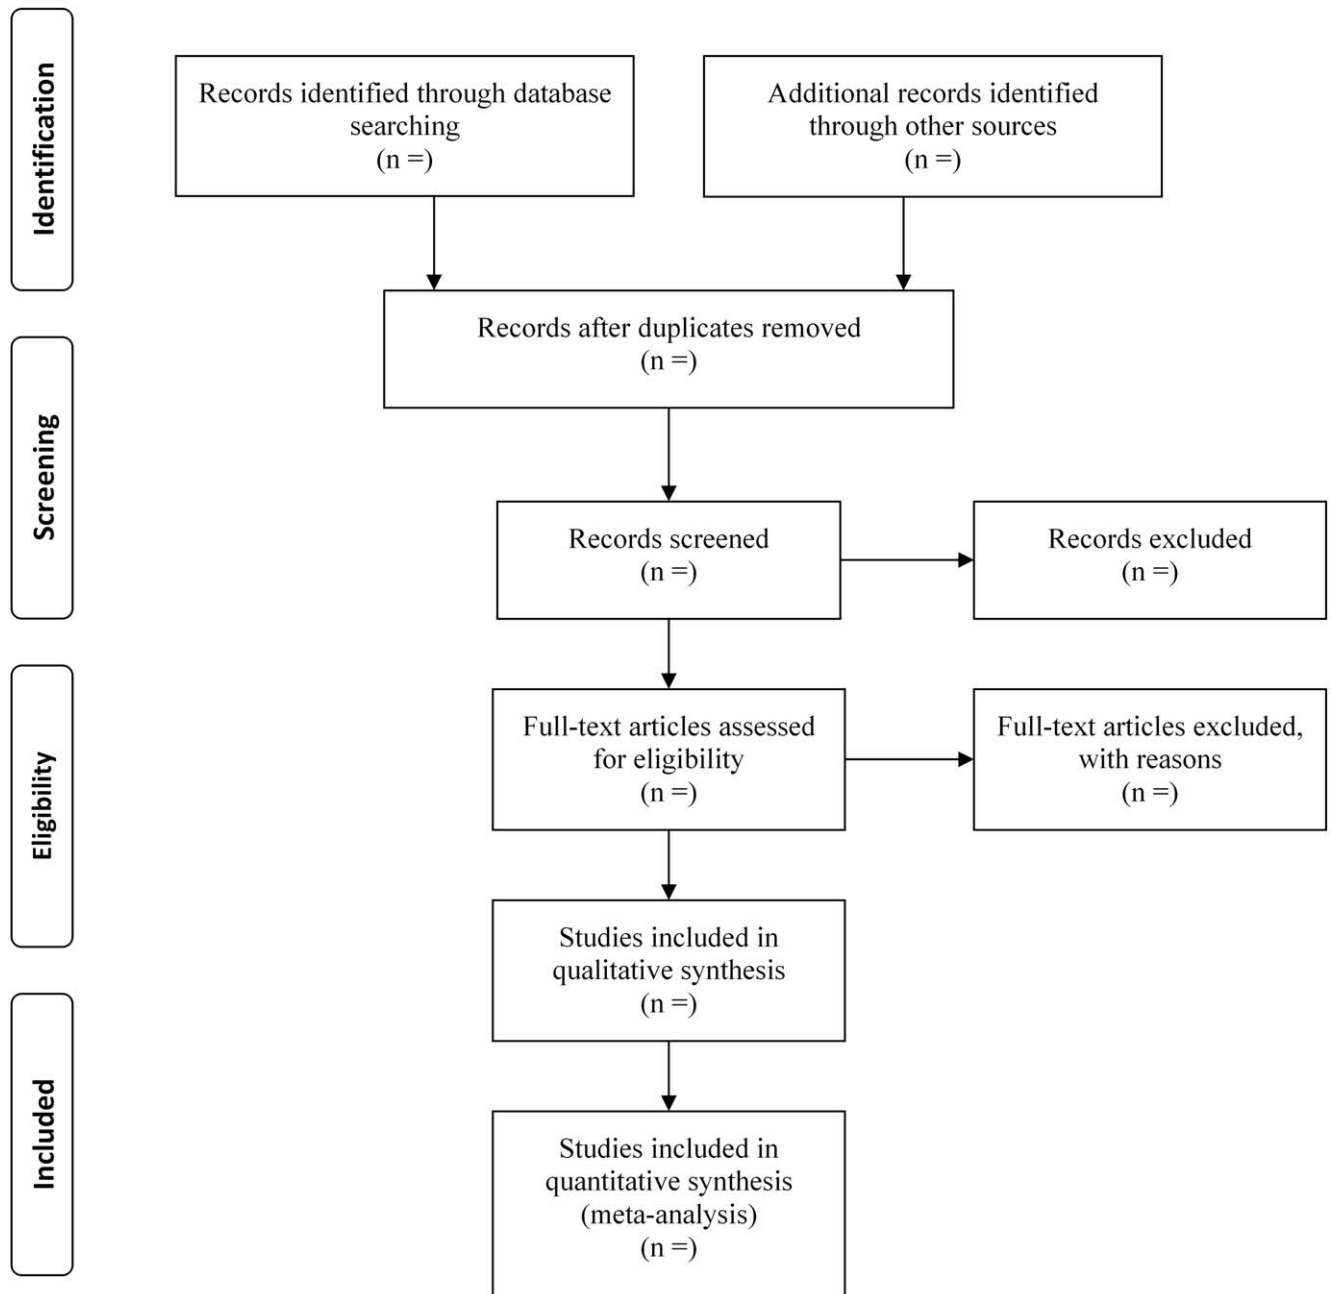 Identification
Records identified through database
searching
(n =)
Additional records identified
through other sources
(n =)
Records after duplicates removed
(n =)
Screening
Records screened
(n =)
Records excluded
(n =)
Eligibility
Full-text articles assessed
for eligibility
(n =)
Full-text articles excluded,
with reasons
(n =)
Studies included in
qualitative synthesis
(n =)
Included
Studies included in
quantitative synthesis
(meta-analysis)
(n =)